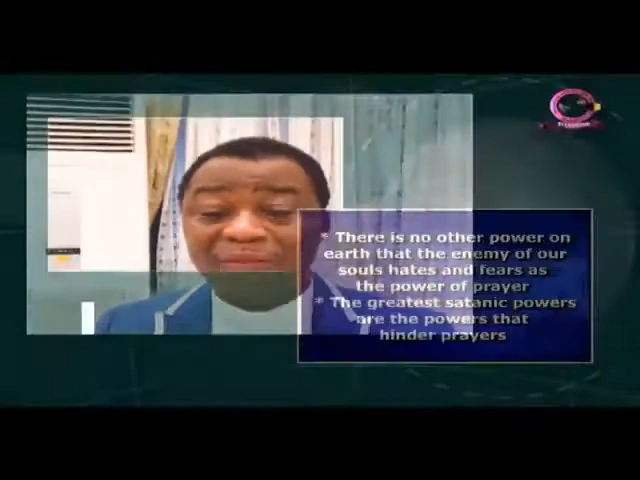 * There is no other power on
earth that the enemy of our
souls hates and fears as
the power of prayer
* The greatest satanic powers
are the powers that
hinder prayers